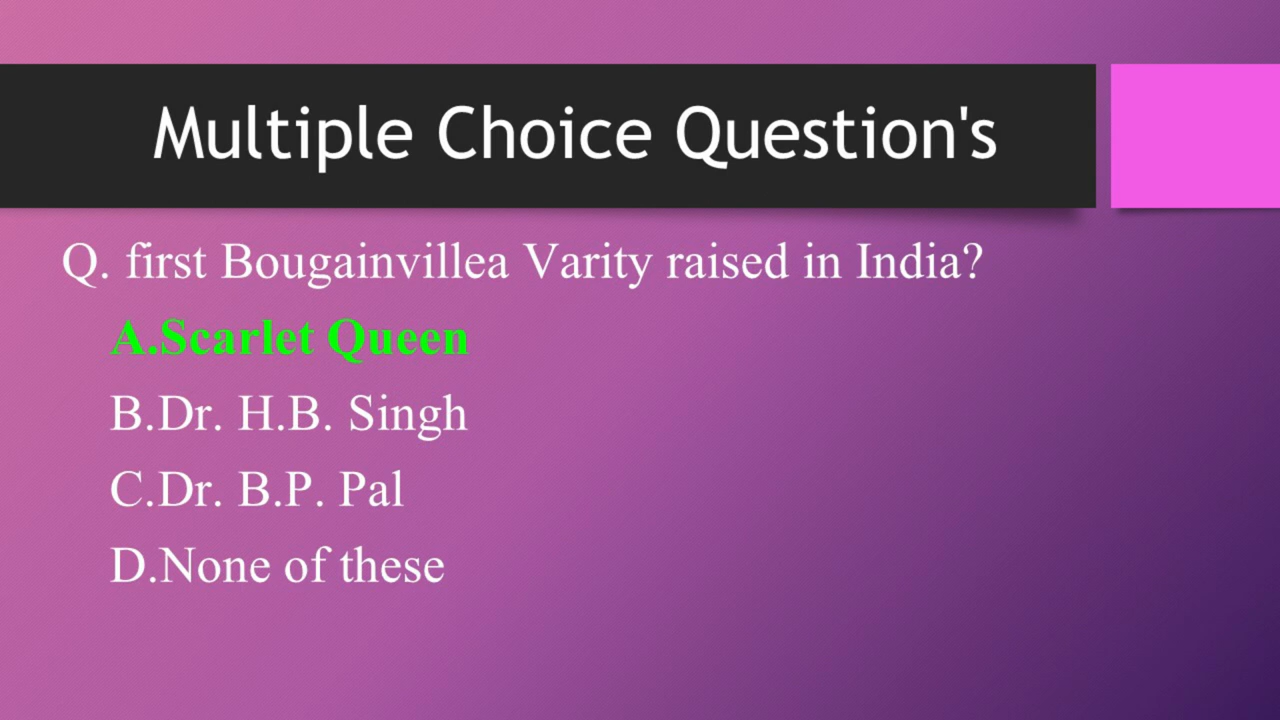 Multiple Choice Question's
Q. first Bougainvillea Varity raised in India?
A.Scarlet Queen
B.Dr. H.B. Singh
C.Dr. B.P. Pal
D.None of these